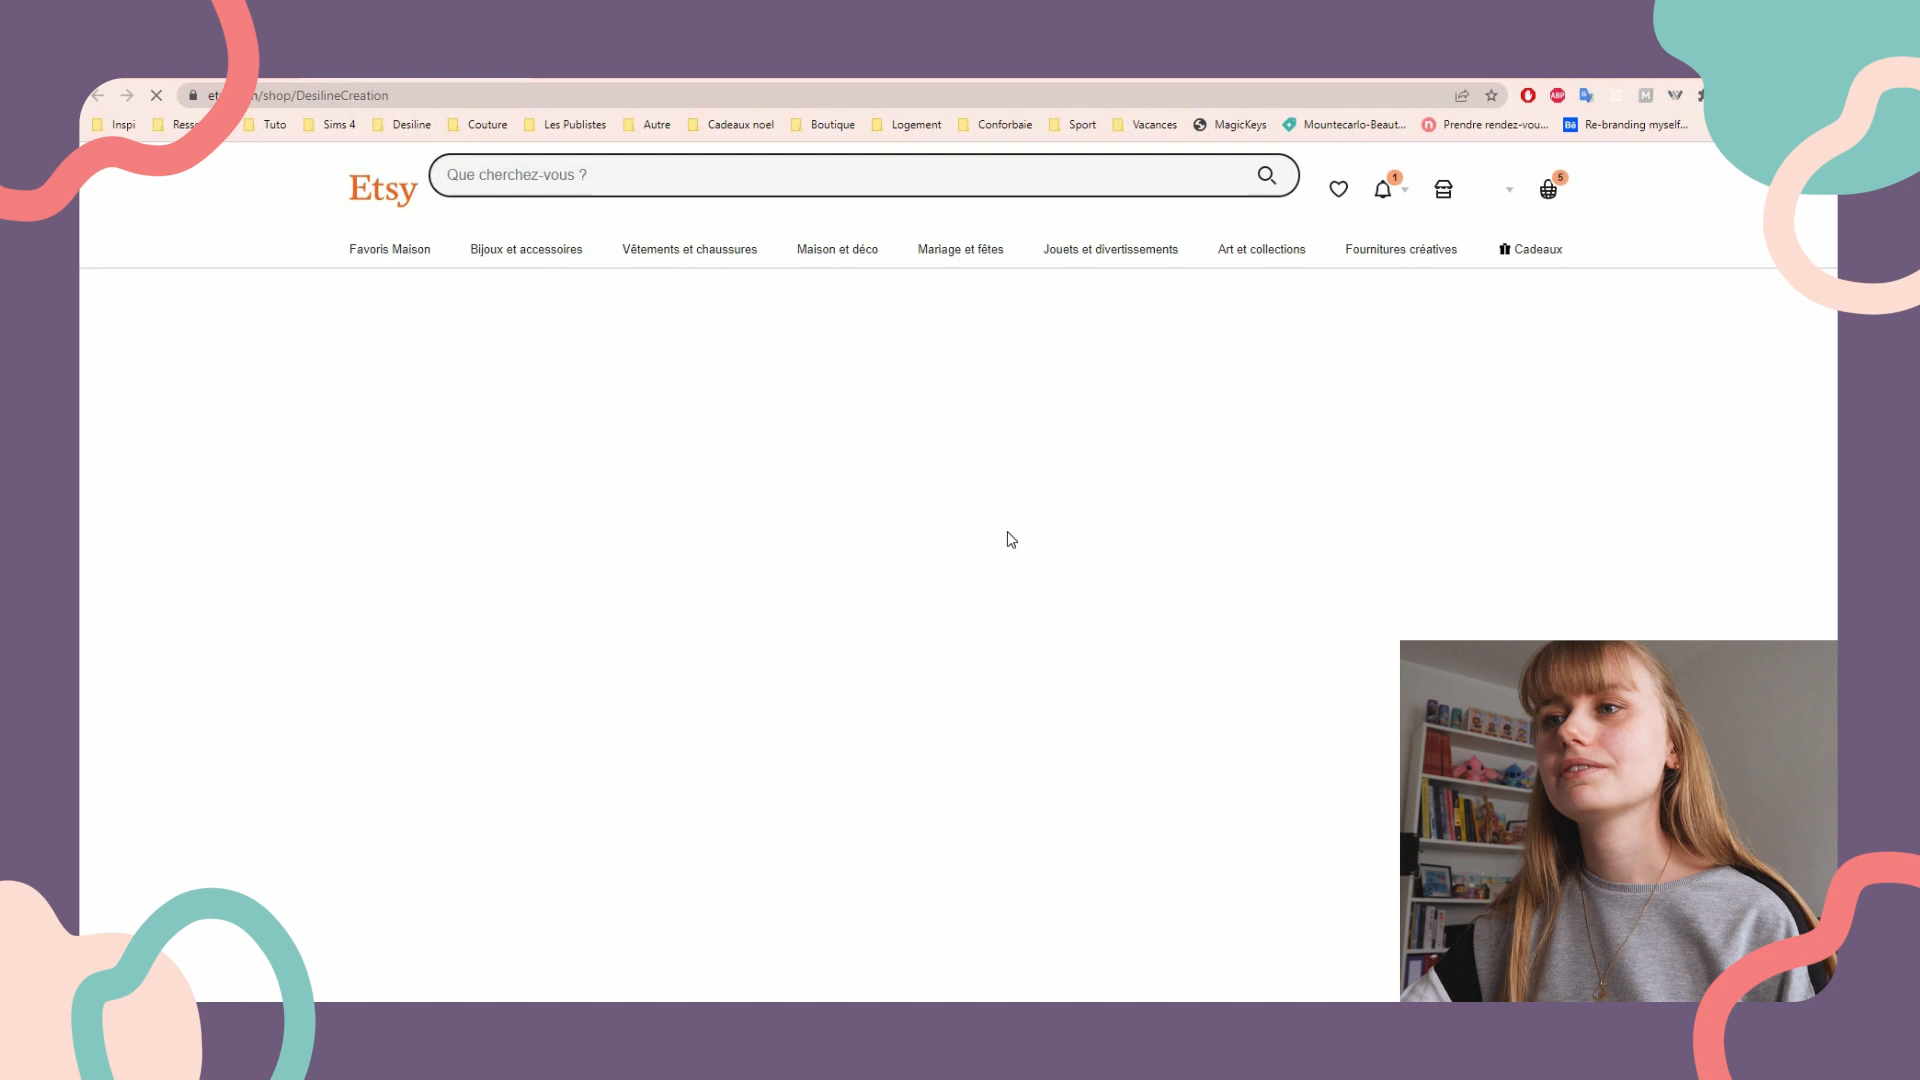 /shop/DesilineCreation
Inspi Tuto Sims 4 Desiline Couture Les Publistes Autre Cadeaux noel Boutique Logement Conforbaie Sport Vacances MagicKeys Mountecarlo-Beaut... Prendre rendez-vou... Bē Re-branding myself...
ABP
M
Etsy
Que cherchez-vous ?
1
5
Favoris Maison Bijoux et accessoires Vêtements et chaussures Maison et déco Mariage et fêtes Jouets et divertissements Art et collections Fournitures créatives Cadeaux